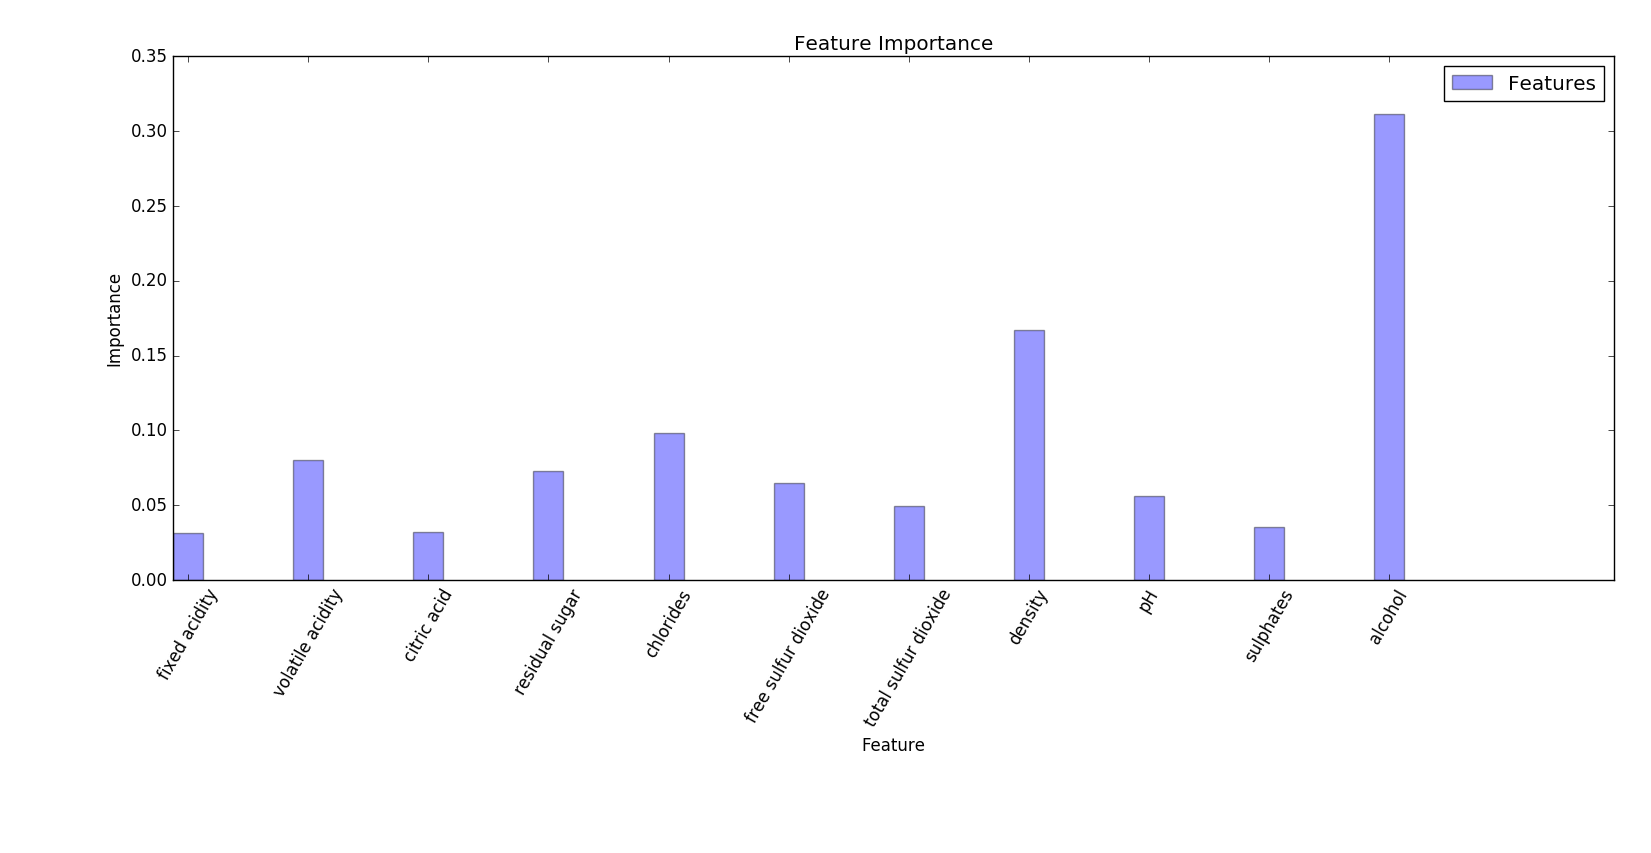 Feature Importance
Features
Importance
0.35
0.30
0.25
0.20
0.15
0.10
0.05
0.00
fixed acidity
volatile acidity
citric acid
residual sugar
chlorides
free sulfur dioxide
total sulfur dioxide
density
pH
sulphates
alcohol
Feature